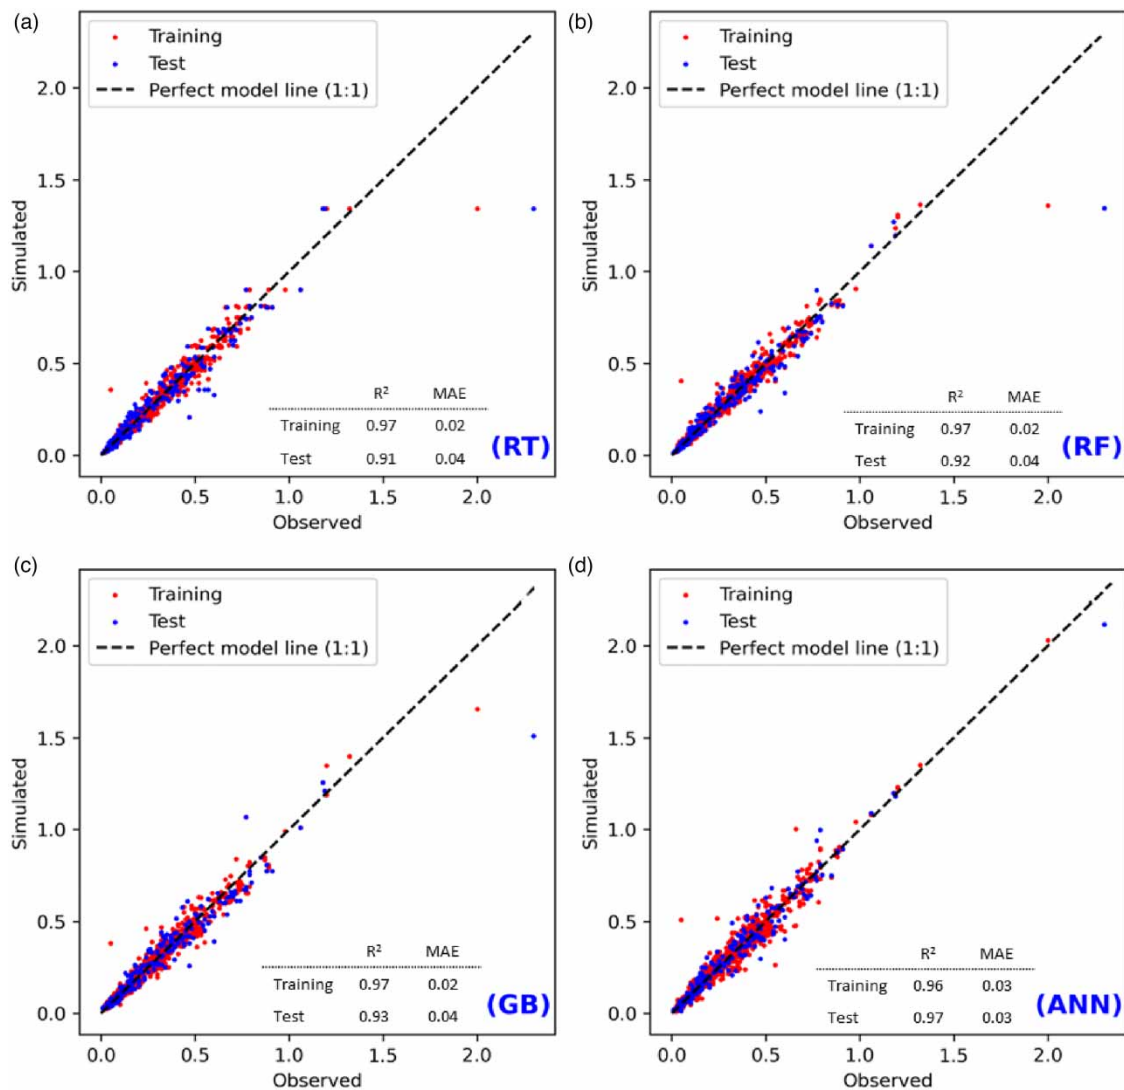 (a)
Training
Test
Perfect model line (1:1)
2.0
1.5
1.0
0.5
0.0
Simulated
R² MAE
Training 0.97 0.02
Test 0.91 0.04
(RT)
0.0 0.5 1.0 1.5 2.0
Observed
(b)
Training
Test
Perfect model line (1:1)
2.0
1.5
1.0
0.5
0.0
Simulated
R² MAE
Training 0.97 0.02
Test 0.92 0.04
(RF)
0.0 0.5 1.0 1.5 2.0
Observed
(c)
Training
Test
Perfect model line (1:1)
2.0
1.5
1.0
0.5
0.0
Simulated
R² MAE
Training 0.97 0.02
Test 0.93 0.04
(GB)
0.0 0.5 1.0 1.5 2.0
Observed
(d)
Training
Test
Perfect model line (1:1)
2.0
1.5
1.0
0.5
0.0
Simulated
R² MAE
Training 0.96 0.03
Test 0.97 0.03
(ANN)
0.0 0.5 1.0 1.5 2.0
Observed